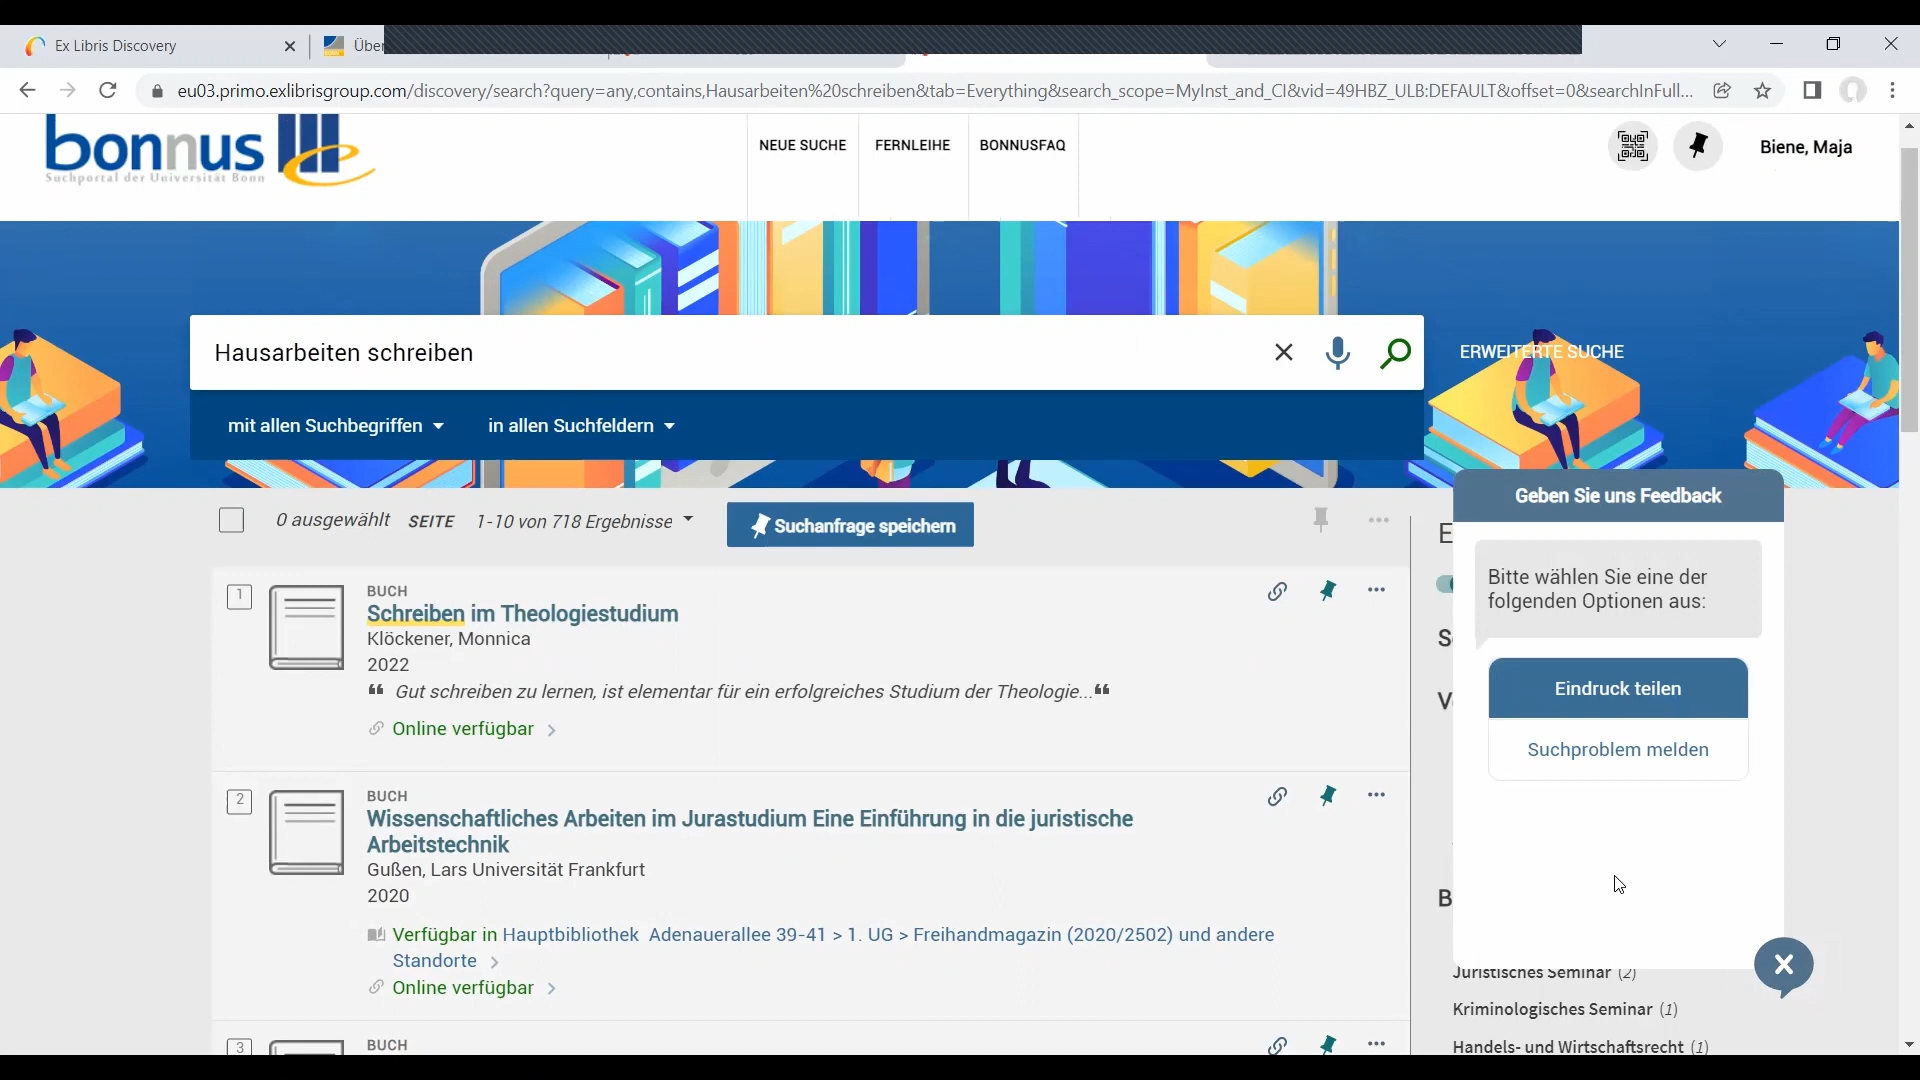 Ex Libris Discovery
Über
eu03.primo.exlibrisgroup.com/discovery/search?query=any,contains,Hausarbeiten%20schreiben&tab=Everything&search_scope=MyInst_and_CI&vid=49HBZ_ULB:DEFAULT&offset=0&searchInFull...
bonnus
Suchportal der Universität Bonn
NEUE SUCHE
FERNLEIHE
BONNUSFAQ
Biene, Maja
Hausarbeiten schreiben
ERWEITERTE SUCHE
mit allen Suchbegriffen
in allen Suchfeldern
0 ausgewählt SEITE 1-10 von 718 Ergebnisse
Suchanfrage speichern
1
BUCH
Schreiben im Theologiestudium
Klöckener, Monnica
2022
“ Gut schreiben zu lernen, ist elementar für ein erfolgreiches Studium der Theologie...“
Online verfügbar
2
BUCH
Wissenschaftliches Arbeiten im Jurastudium Eine Einführung in die juristische
Arbeitstechnik
Gußen, Lars Universität Frankfurt
2020
Verfügbar in Hauptbibliothek Adenauerallee 39-41 > 1. UG > Freihandmagazin (2020/2502) und andere
Standorte
Online verfügbar
3
BUCH
Geben Sie uns Feedback
Bitte wählen Sie eine der
folgenden Optionen aus:
Eindruck teilen
Suchproblem melden
Juristisches Seminar (2)
Kriminologisches Seminar (1)
Handels- und Wirtschaftsrecht (1)